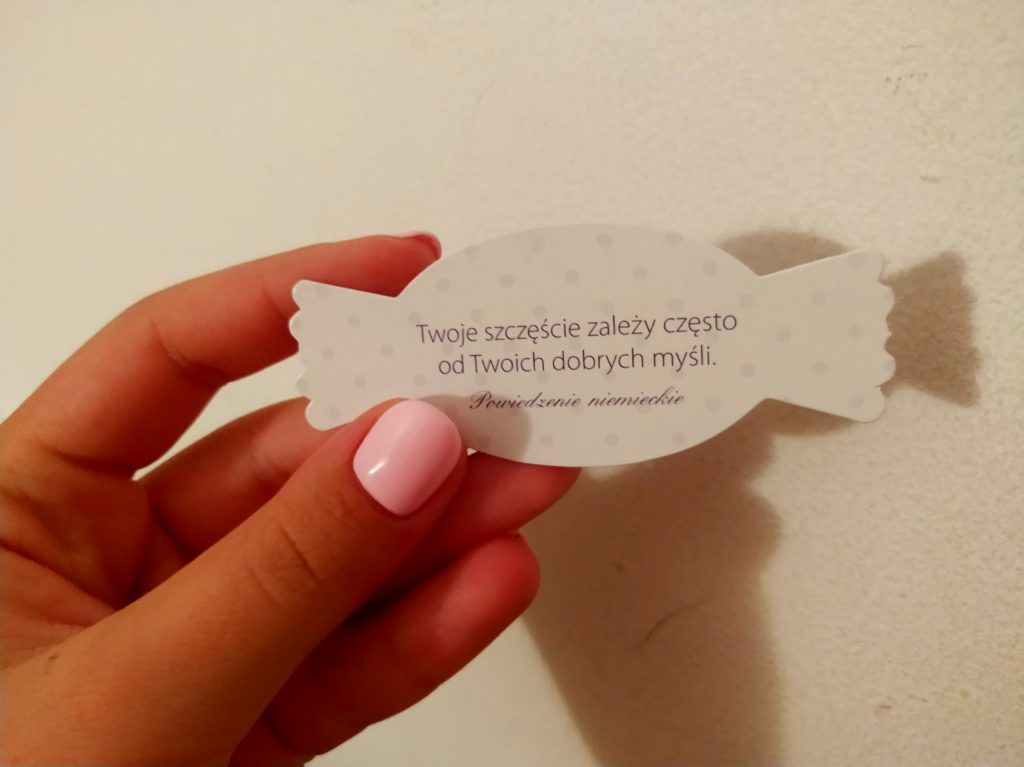 Twoje szczęście zależy często
od Twoich dobrych myśli.
Powiedzenie niemieckie